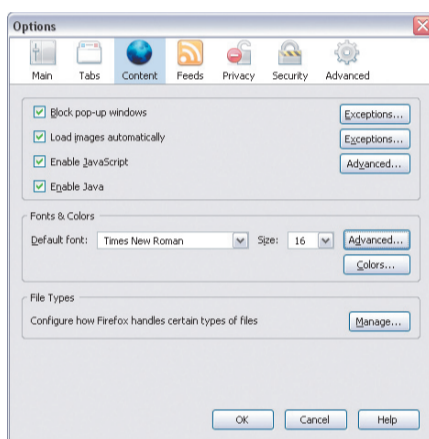 Options
Main Tabs Content Feeds Privacy Security Advanced
Block pop-up windows Exceptions...
Load images automatically Exceptions...
Enable JavaScript Advanced...
Enable Java
Fonts & Colors
Default font: Times New Roman Size: 16 Advanced...
Colors...
File Types
Configure how Firefox handles certain types of files Manage...
OK Cancel Help